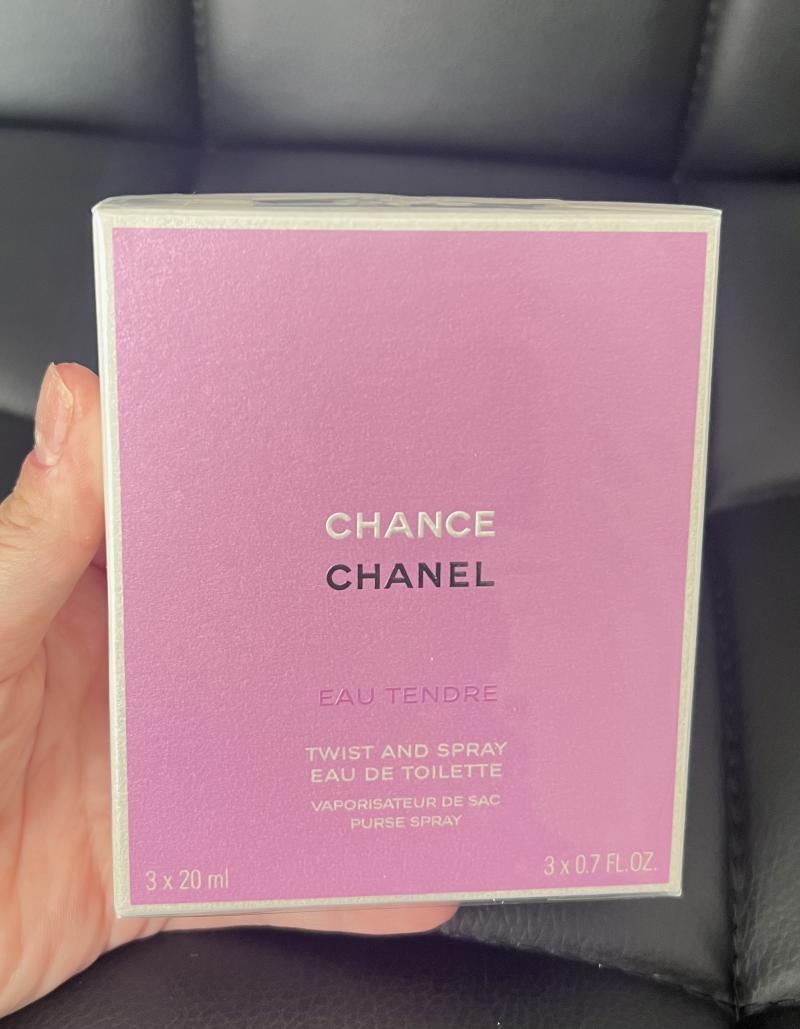 CHANCE
CHANEL
EAU TENDRE
TWIST AND SPRAY
EAU DE TOILETTE
VAPORISATEUR DE SAC
PURSE SPRAY
3 x 20 ml
3 x 0.7 FL.OZ.